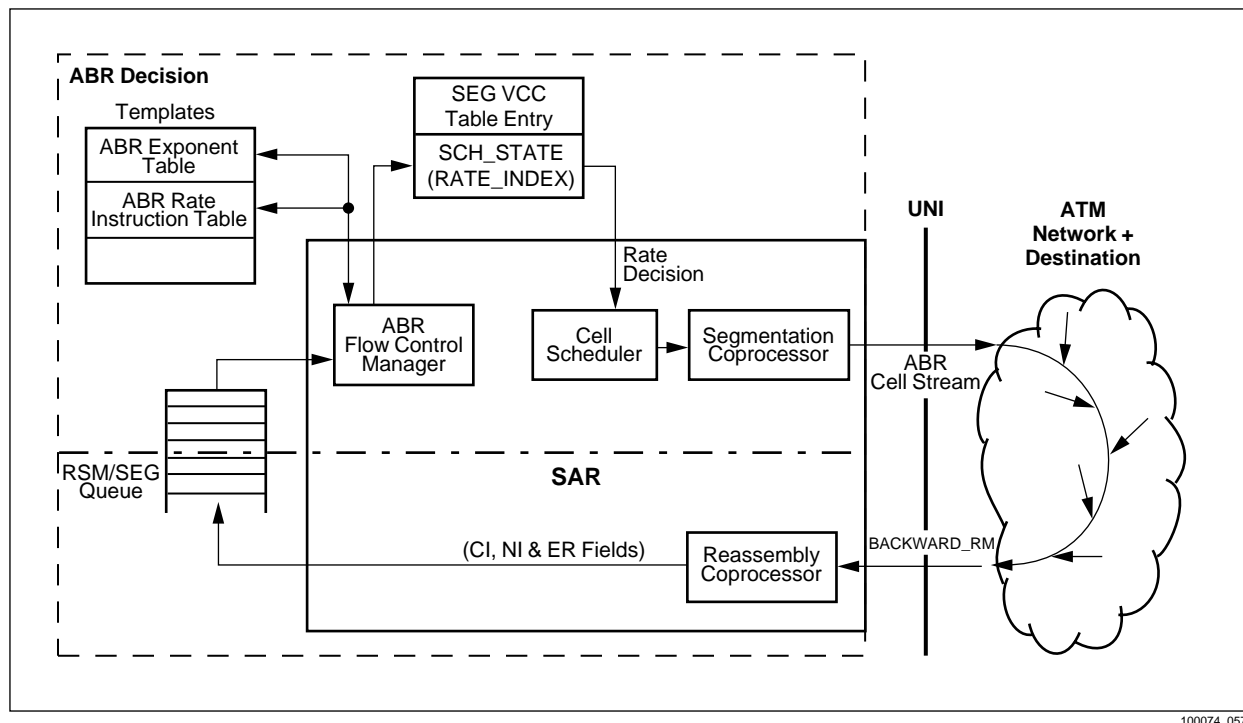 ABR Decision
Templates
ABR Exponent
Table
ABR Rate
Instruction Table
SEG VCC
Table Entry
SCH_STATE
(RATE_INDEX)
UNI
ATM
Network +
Destination
Rate
Decision
ABR
Flow Control
Manager
Cell
Scheduler
Segmentation
Coprocessor
ABR
Cell Stream
RSM/SEG
Queue
SAR
(CI, NI & ER Fields)
Reassembly
Coprocessor
BACKWARD_RM
100074_057